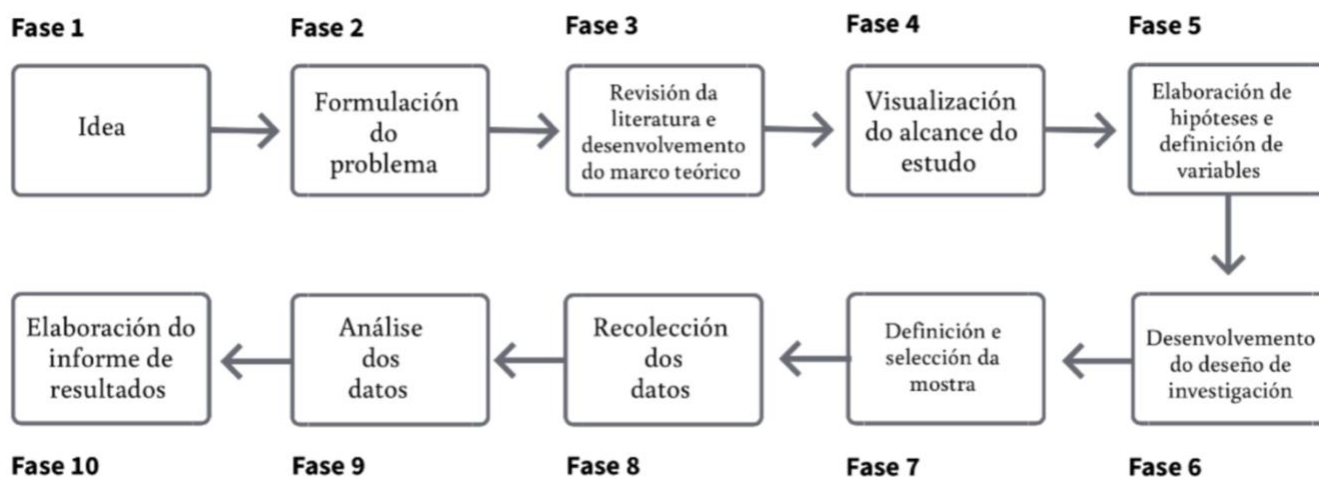 Fase 1
Idea
Fase 2
Formulación
do
problema
Fase 3
Revisión da
literatura e
desenvolvemento
do marco teórico
Fase 4
Visualización
do alcance do
estudo
Fase 5
Elaboración de
hipóteses e
definición de
variables
Desenvolvemento
do deseño de
investigación
Fase 6
Definición e
selección da
mostra
Fase 7
Recolección
dos
datos
Fase 8
Análise
dos
datos
Fase 9
Elaboración do
informe de
resultados
Fase 10